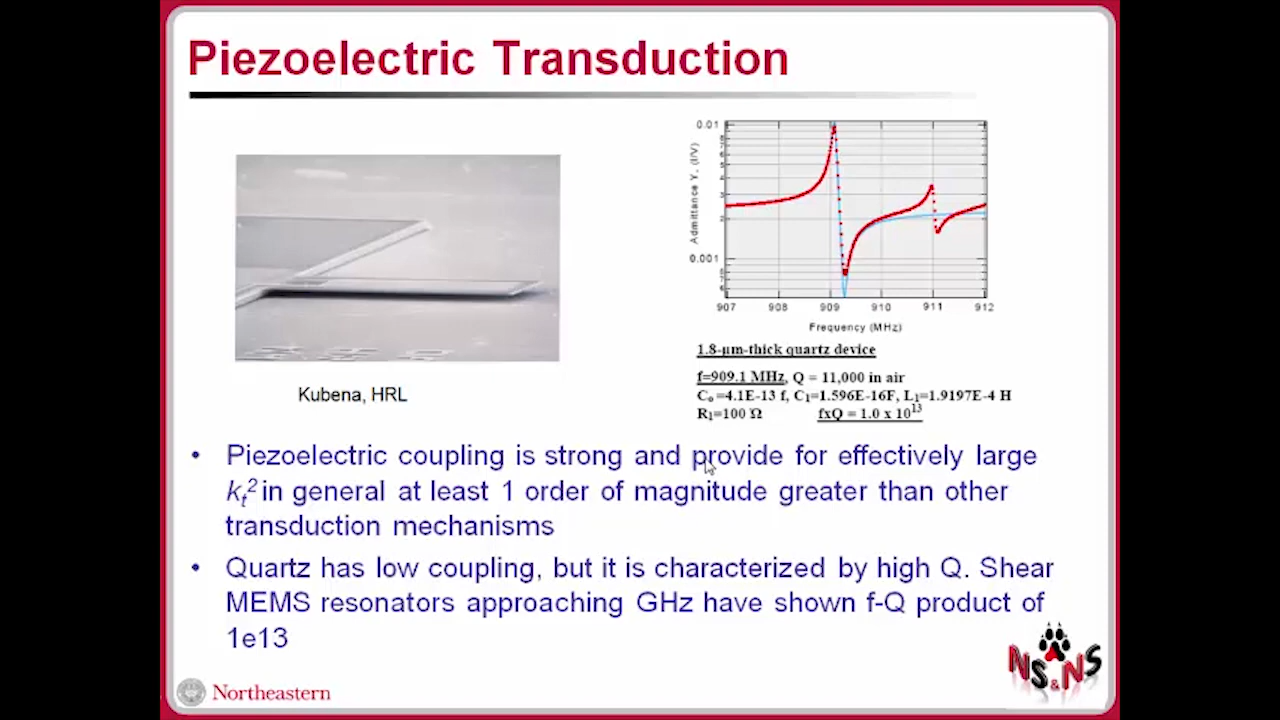 Piezoelectric Transduction
0.01
0.001
Admittance Y, (I/V)
907 908 909 910 911 912
Frequency (MHz)
1.8-µm-thick quartz device
f=909.1 MHz, Q = 11,000 in air
Co =4.1E-13 f, C1=1.596E-16F, L1=1.9197E-4 H
R1=100 Ω fxQ = 1.0 x 10^13
Kubena, HRL
• Piezoelectric coupling is strong and provide for effectively large
kt² in general at least 1 order of magnitude greater than other
transduction mechanisms
• Quartz has low coupling, but it is characterized by high Q. Shear
MEMS resonators approaching GHz have shown f-Q product of
1e13
Northeastern
NS&NS